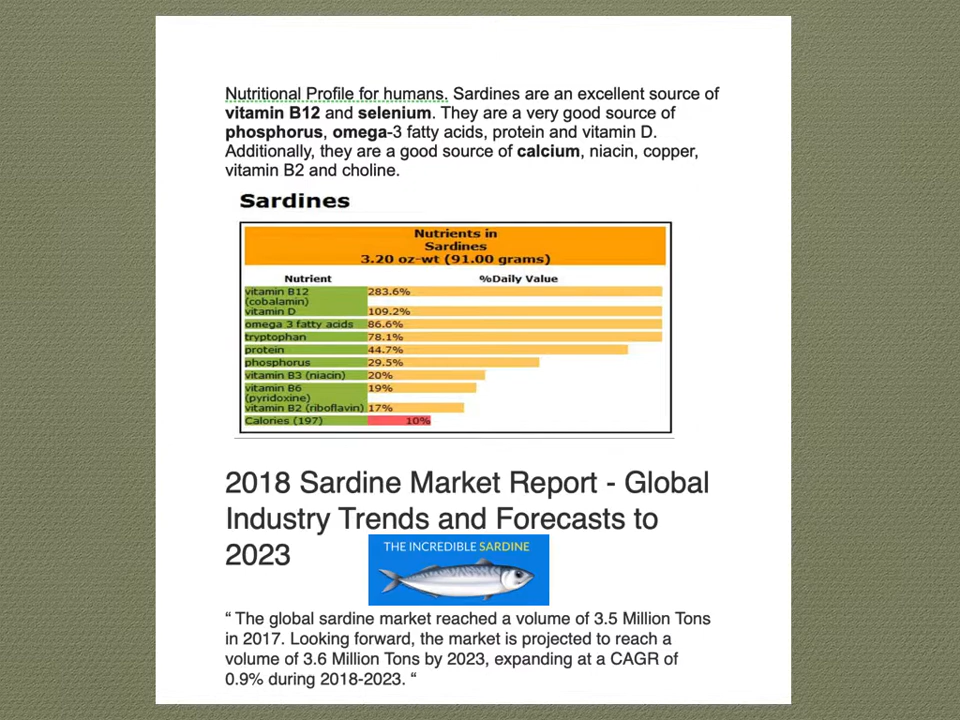 Nutritional Profile for humans. Sardines are an excellent source of
vitamin B12 and selenium. They are a very good source of
phosphorus, omega-3 fatty acids, protein and vitamin D.
Additionally, they are a good source of calcium, niacin, copper,
vitamin B2 and choline.
Sardines
Nutrients in
Sardines
3.20 oz-wt (91.00 grams)
Nutrient %Daily Value
vitamin B12 283.6%
(cobalamin)
vitamin D 109.2%
omega 3 fatty acids 86.6%
tryptophan 78.1%
protein 44.7%
phosphorus 29.5%
vitamin B3 (niacin) 20%
vitamin B6 19%
(pyridoxine)
vitamin B2 (riboflavin) 17%
Calories (197) 10%
2018 Sardine Market Report - Global
Industry Trends and Forecasts to
2023
THE INCREDIBLE SARDINE
“ The global sardine market reached a volume of 3.5 Million Tons
in 2017. Looking forward, the market is projected to reach a
volume of 3.6 Million Tons by 2023, expanding at a CAGR of
0.9% during 2018-2023. “